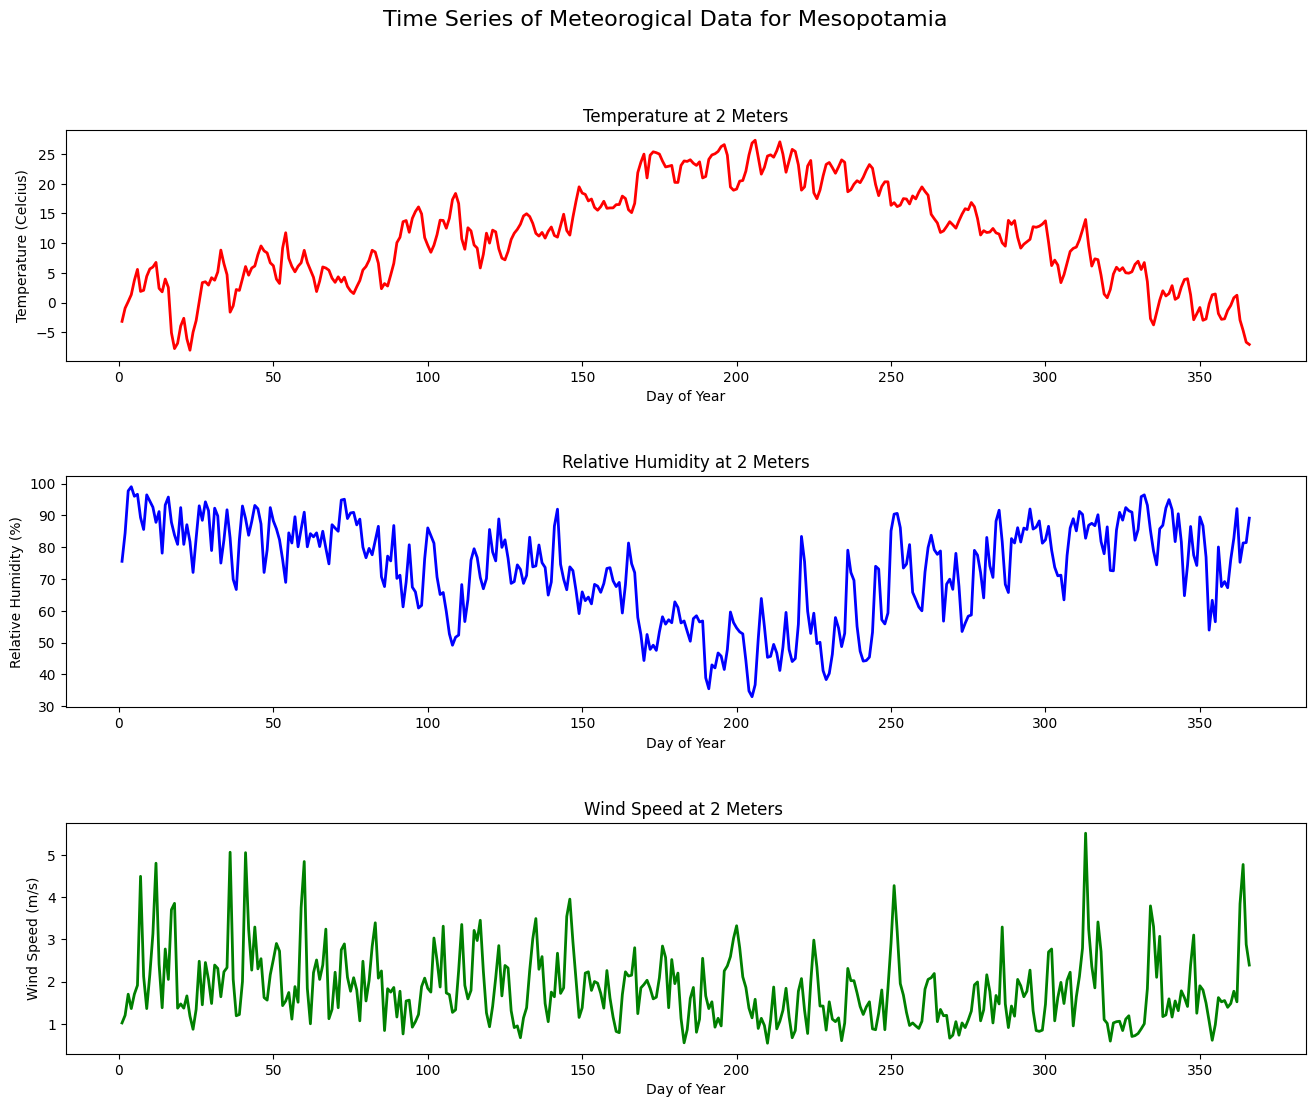 Time Series of Meteorogical Data for Mesopotamia
Temperature at 2 Meters
Temperature (Celcius)
25
20
15
10
5
0
−5
0 50 100 150 200 250 300 350
Day of Year
Relative Humidity at 2 Meters
Relative Humidity (%)
100
90
80
70
60
50
40
30
0 50 100 150 200 250 300 350
Day of Year
Wind Speed at 2 Meters
Wind Speed (m/s)
5
4
3
2
1
0 50 100 150 200 250 300 350
Day of Year